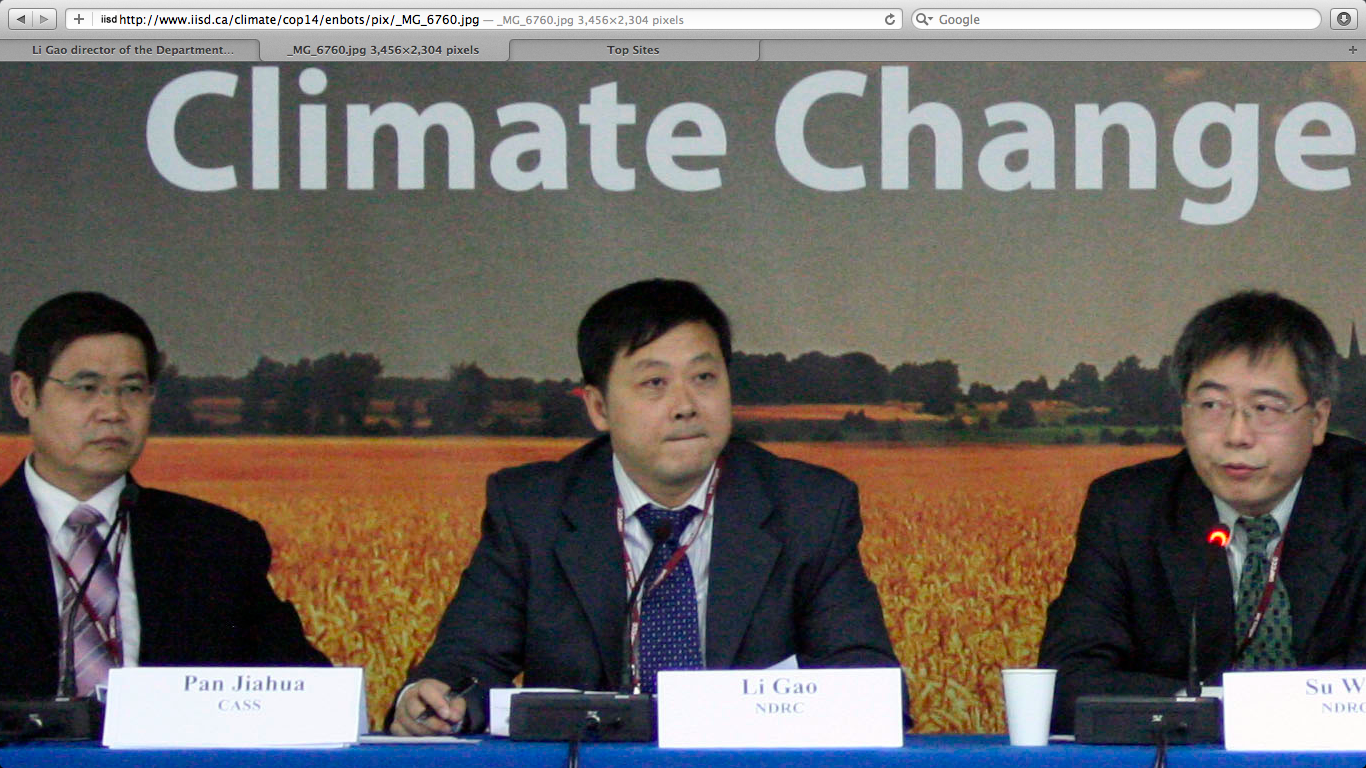 iisd http://www.iisd.ca/climate/cop14/enbots/pix/_MG_6760.jpg — _MG_6760.jpg 3,456×2,304 pixels
Google
Li Gao director of the Department...
_MG_6760.jpg 3,456×2,304 pixels
Top Sites
Climate Change
Pan Jiahua
CASS
Li Gao
NDRC
Su W
NDRC